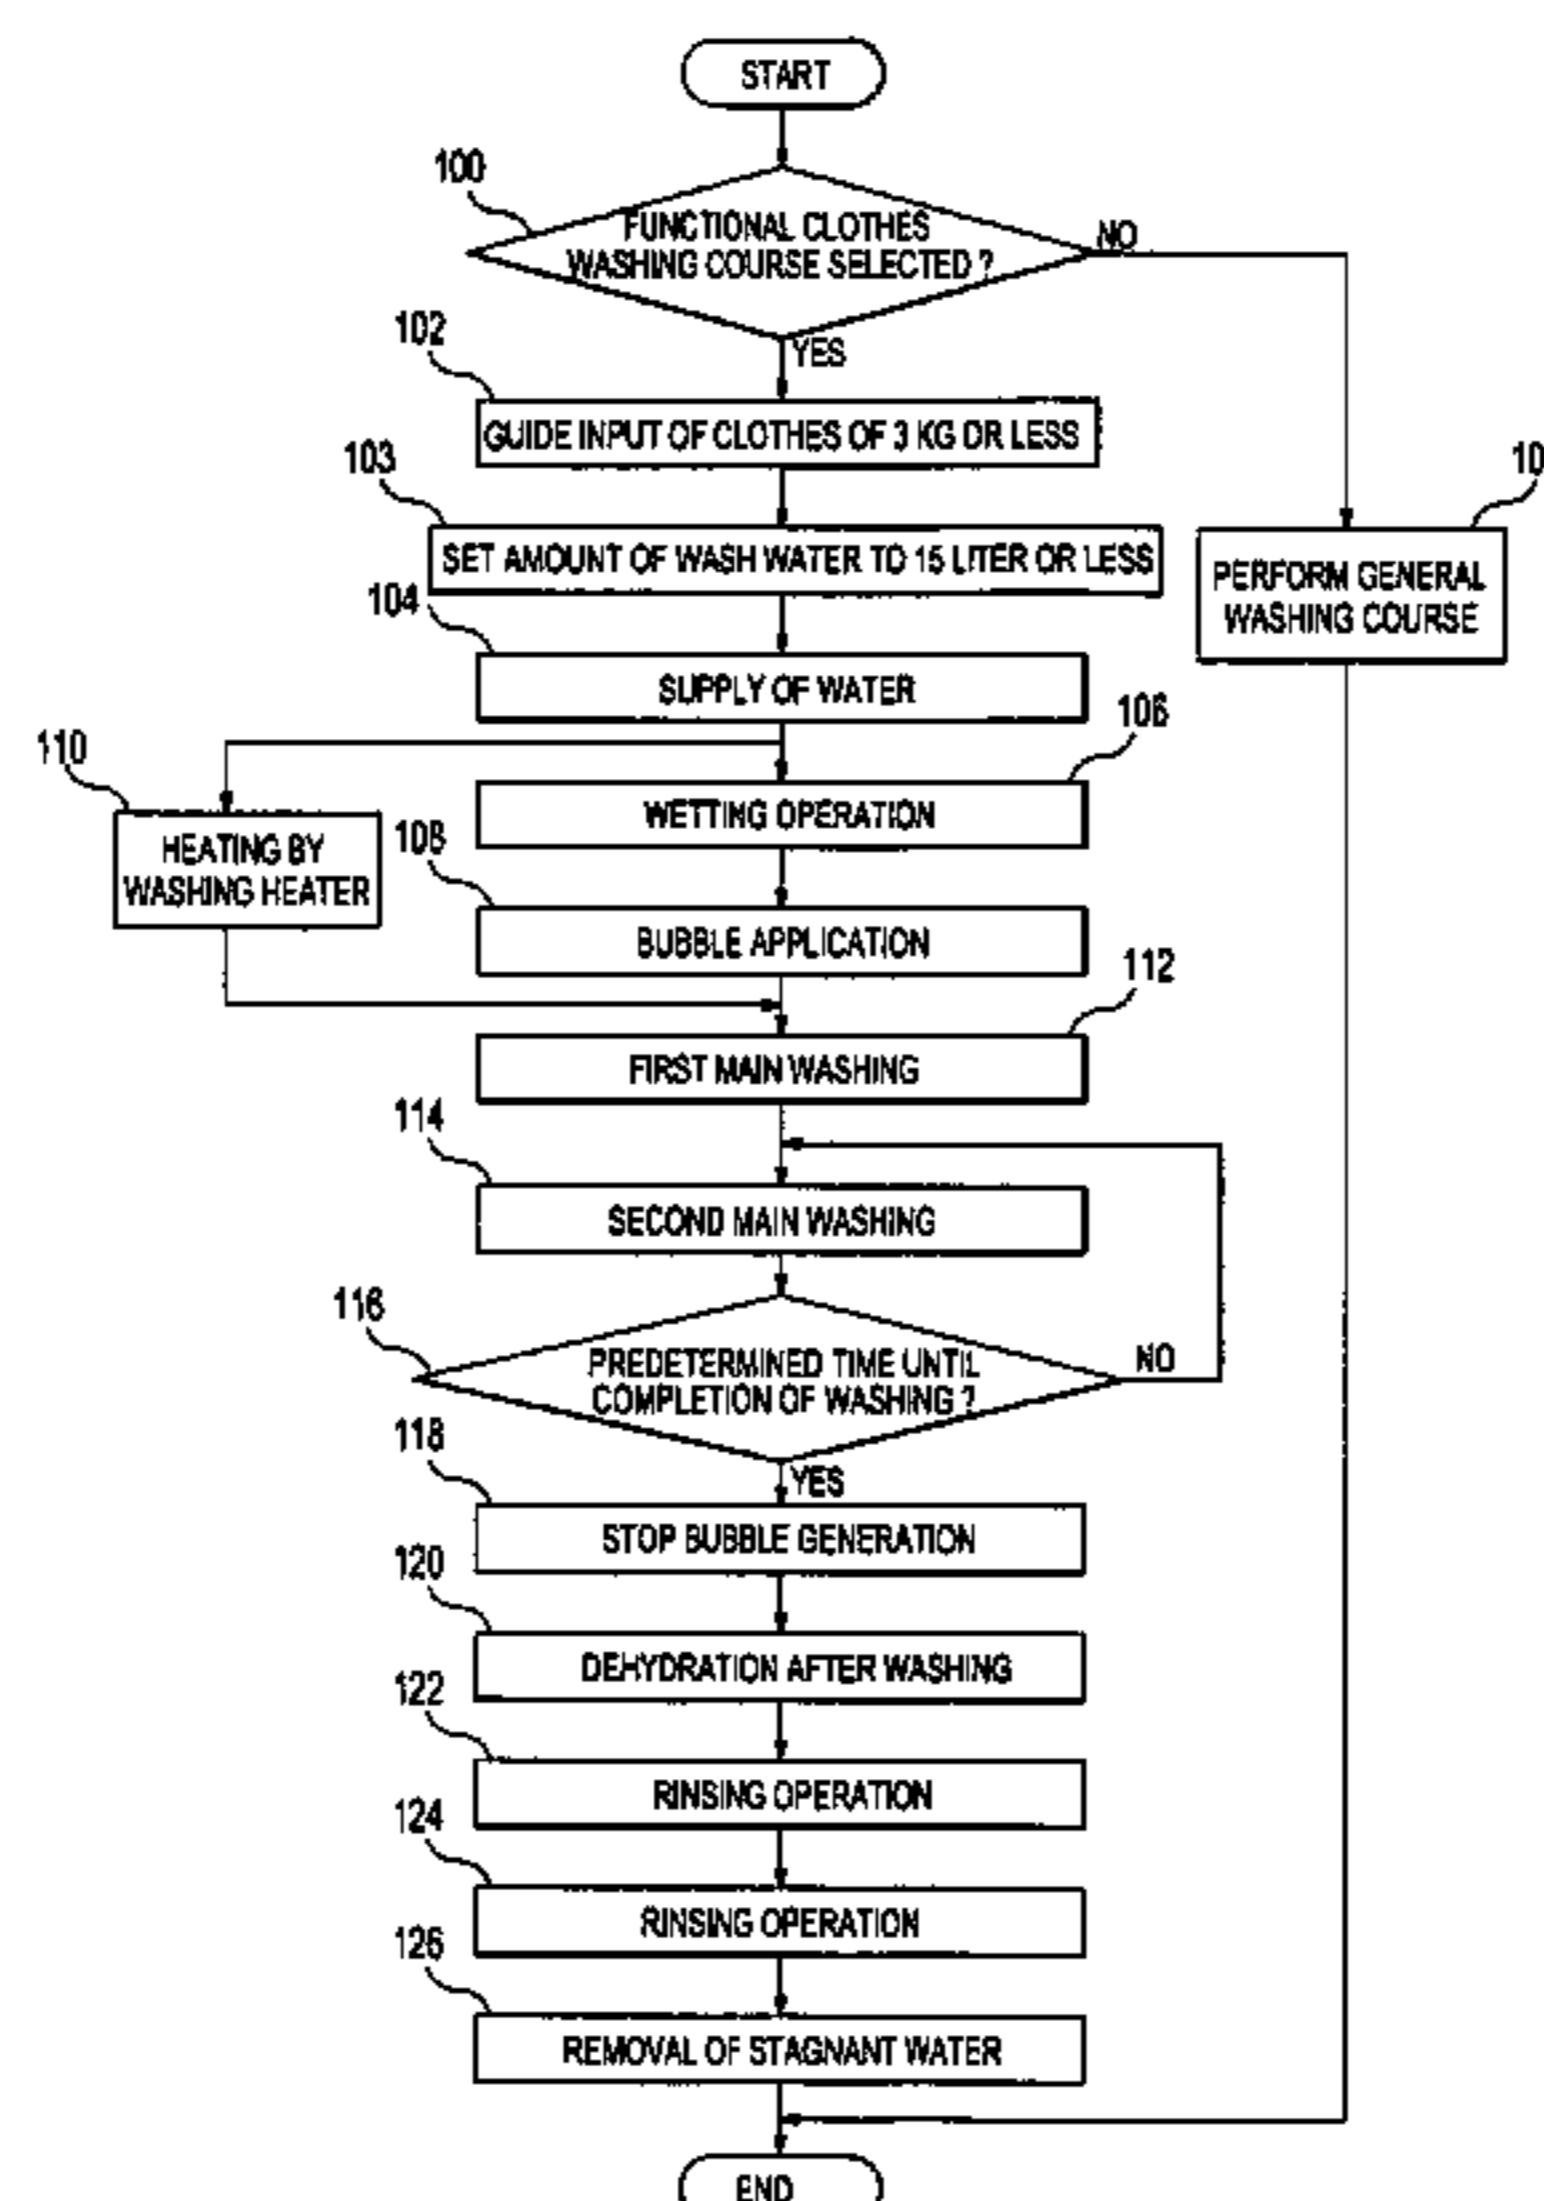 START
100
FUNCTIONAL CLOTHES
WASHING COURSE SELECTED ?
NO
YES
102
GUIDE INPUT OF CLOTHES OF 3 KG OR LESS
103
SET AMOUNT OF WASH WATER TO 15 LITER OR LESS
10
PERFORM GENERAL
WASHING COURSE
104
SUPPLY OF WATER
106
WETTING OPERATION
110
HEATING BY
WASHING HEATER
108
BUBBLE APPLICATION
112
FIRST MAIN WASHING
114
SECOND MAIN WASHING
116
PREDETERMINED TIME UNTIL
COMPLETION OF WASHING ?
NO
YES
118
STOP BUBBLE GENERATION
120
DEHYDRATION AFTER WASHING
122
RINSING OPERATION
124
RINSING OPERATION
126
REMOVAL OF STAGNANT WATER
END